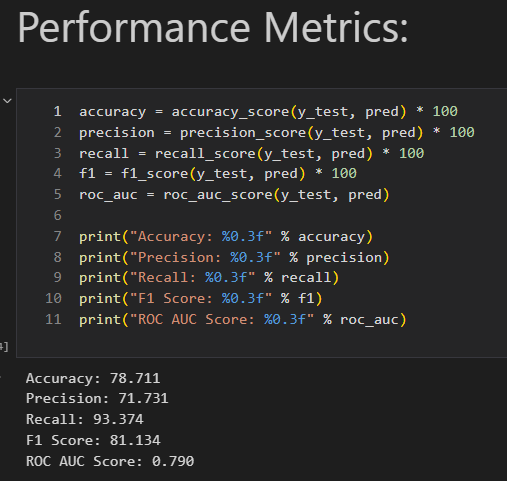 Performance Metrics:
1 accuracy = accuracy_score(y_test, pred) * 100
2 precision = precision_score(y_test, pred) * 100
3 recall = recall_score(y_test, pred) * 100
4 f1 = f1_score(y_test, pred) * 100
5 roc_auc = roc_auc_score(y_test, pred)
6
7 print("Accuracy: %0.3f" % accuracy)
8 print("Precision: %0.3f" % precision)
9 print("Recall: %0.3f" % recall)
10 print("F1 Score: %0.3f" % f1)
11 print("ROC AUC Score: %0.3f" % roc_auc)
4]
Accuracy: 78.711
Precision: 71.731
Recall: 93.374
F1 Score: 81.134
ROC AUC Score: 0.790